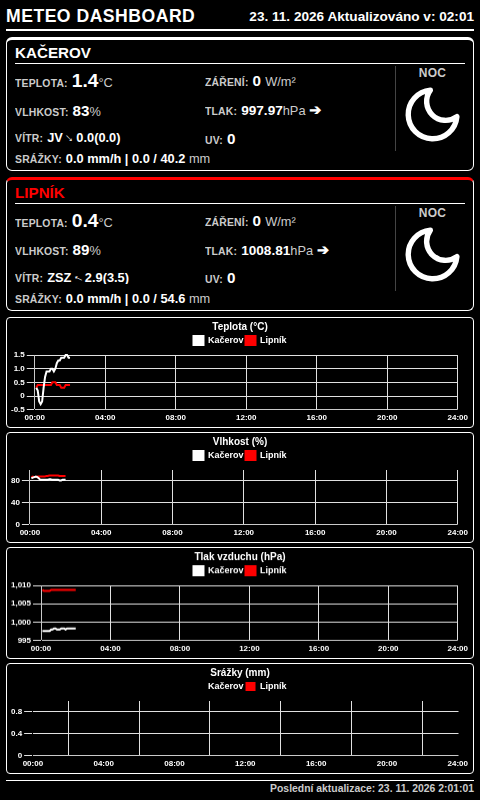 METEO DASHBOARD 23. 11. 2026 Aktualizováno v: 02:01
KAČEROV
TEPLOTA: 1.4°C ZÁŘENÍ: 0 W/m² NOC
VLHKOST: 83% TLAK: 997.97hPa ➔
VÍTR: JV → 0.0(0.0) UV: 0
SRÁŽKY: 0.0 mm/h | 0.0 / 40.2 mm
LIPNÍK
TEPLOTA: 0.4°C ZÁŘENÍ: 0 W/m² NOC
VLHKOST: 89% TLAK: 1008.81hPa ➔
VÍTR: ZSZ → 2.9(3.5) UV: 0
SRÁŽKY: 0.0 mm/h | 0.0 / 54.6 mm
Teplota (°C)
Kačerov Lipník
1.5
1.0
0.5
0
-0.5
00:00 04:00 08:00 12:00 16:00 20:00 24:00
Vlhkost (%)
Kačerov Lipník
80
40
0
00:00 04:00 08:00 12:00 16:00 20:00 24:00
Tlak vzduchu (hPa)
Kačerov Lipník
1,010
1,005
1,000
995
00:00 04:00 08:00 12:00 16:00 20:00 24:00
Srážky (mm)
Kačerov Lipník
0.8
0.4
0
00:00 04:00 08:00 12:00 16:00 20:00 24:00
Poslední aktualizace: 23. 11. 2026 2:01:01